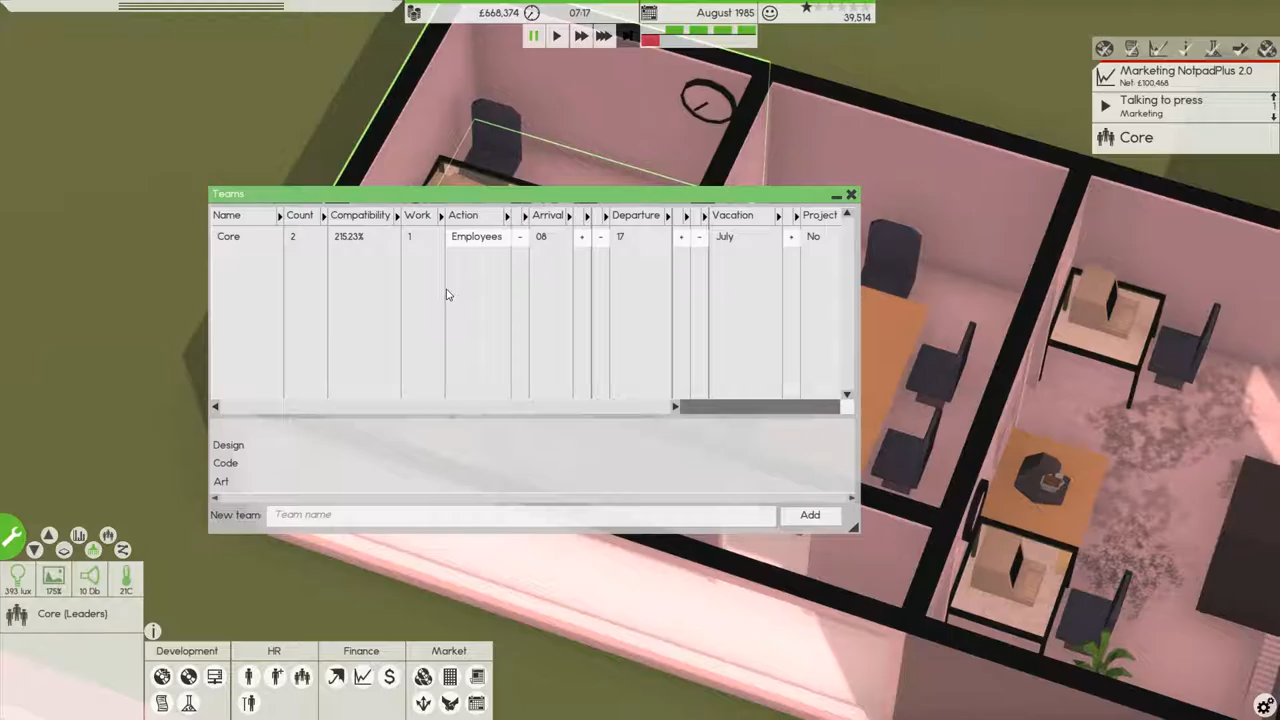 £668,374 07:17 August 1985 39,514
Marketing NotpadPlus 2.0
Net: £100,468
Talking to press
Marketing
Core
Teams
Name Count Compatibility Work Action Arrival Departure Vacation Project
Core 2 215.23% 1 Employees - 08 + - 17 + - July + No
Design
Code
Art
New team: Team name Add
393 lux 175% 10 Db 21C
Core (Leaders)
Development HR Finance Market